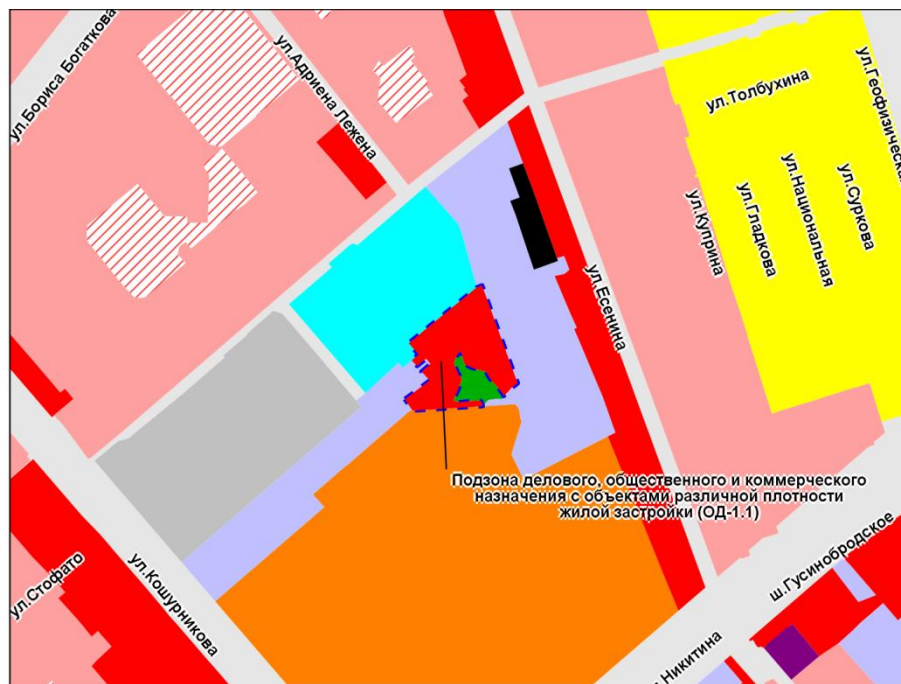 ул.Бориса Богаткова
ул.Адриена Лежена
ул.Толбухина
ул.Геофизическая
ул.Куприна
ул.Гладкова
ул.Национальная
ул.Суркова
ул.Есенина
Подзона делового, общественного и коммерческого
назначения с объектами различной плотности
жилой застройки (ОД-1.1)
ул.Стофато
ул.Кошурникова
ш.Гусинобродское
Никитина